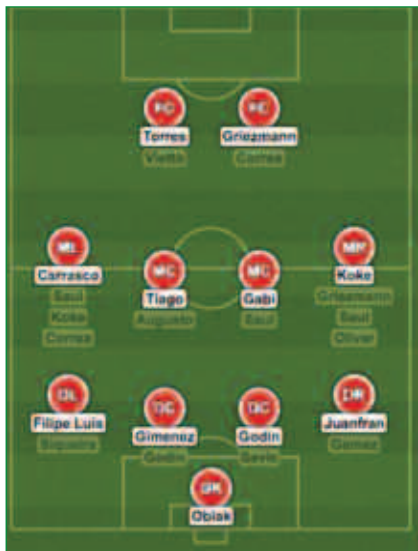 FC FC
Torres Griezmann
Vietto Correa
ML MC MC MR
Carrasco Tiago Gabi Koke
Saul Augusto Saul Griezmann
Koke Saul
Correa Oliver
DL DC DC DR
Filipe Luis Gimenez Godin Juanfran
Siqueira Godin Savic Gamez
GK
Oblak